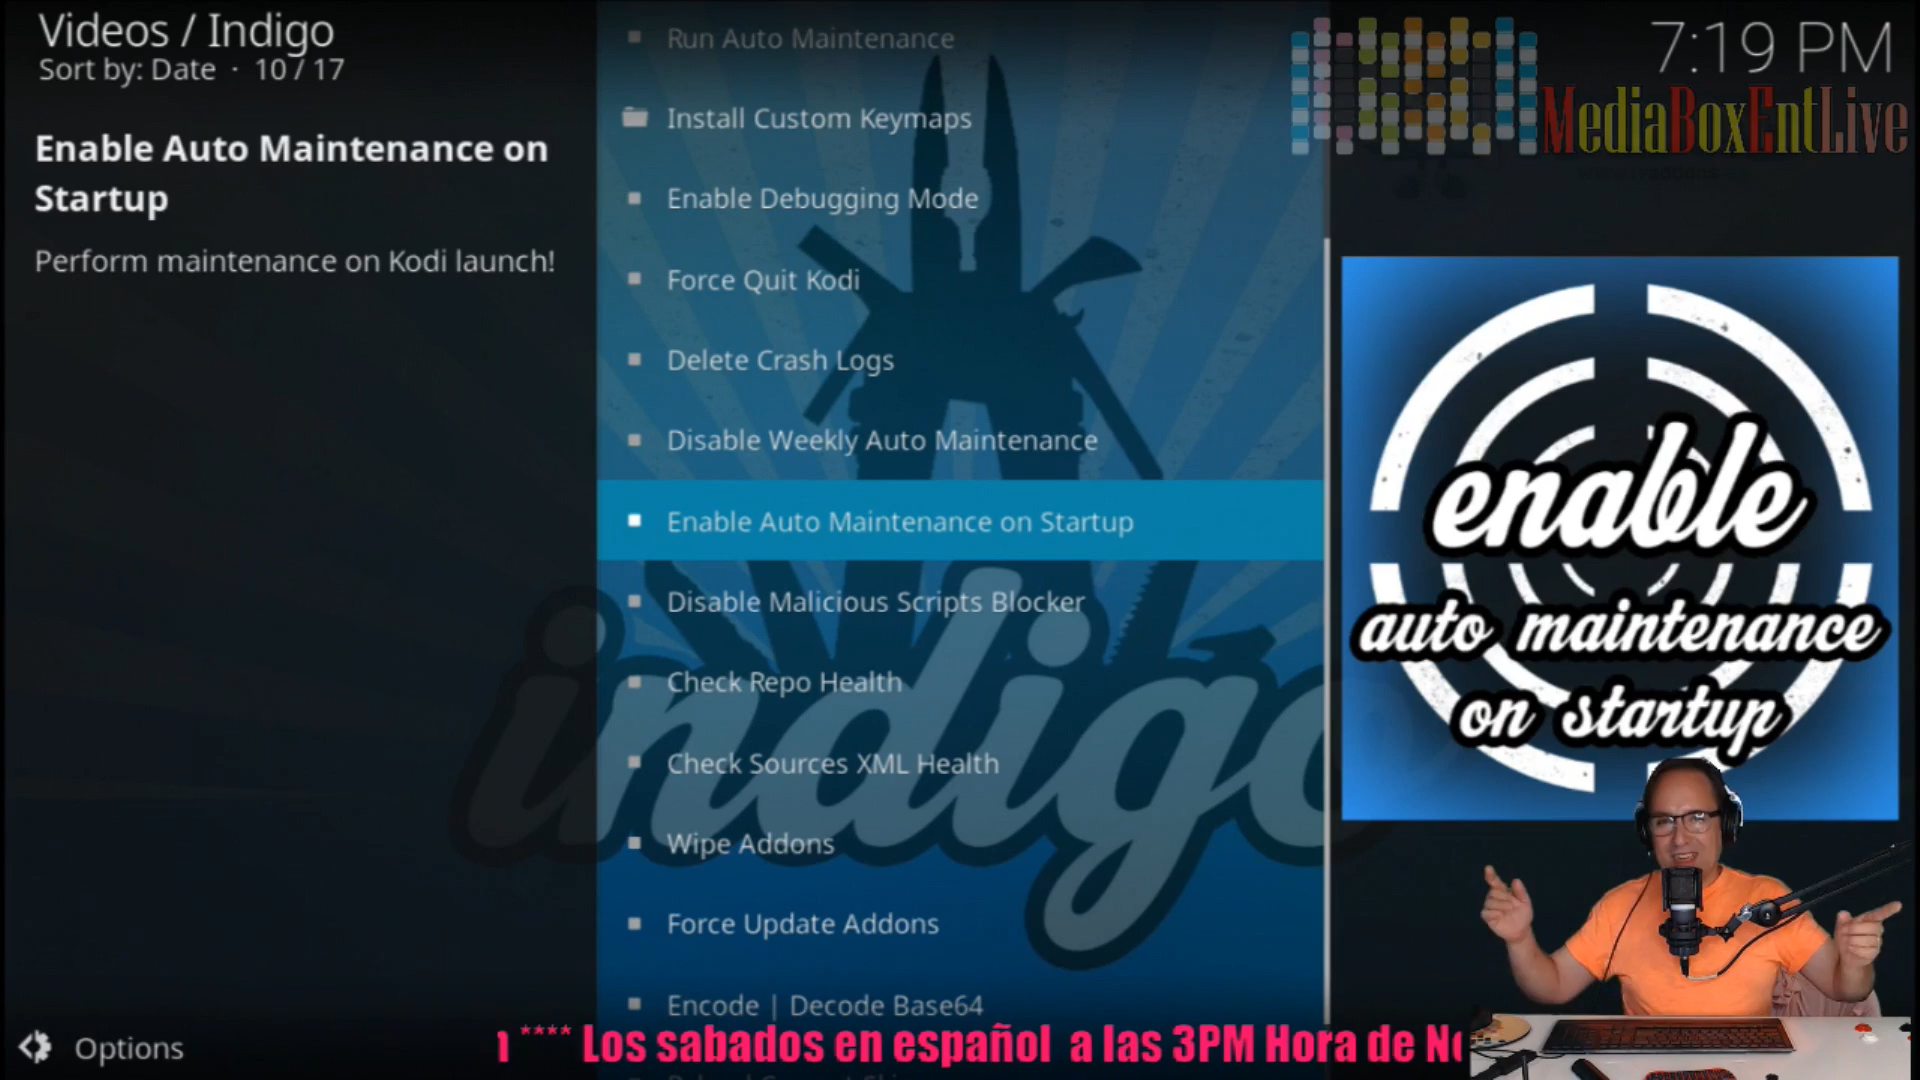 Videos / Indigo
Sort by: Date · 10 / 17
Enable Auto Maintenance on
Startup
Perform maintenance on Kodi launch!
Run Auto Maintenance
Install Custom Keymaps
Enable Debugging Mode
Force Quit Kodi
Delete Crash Logs
Disable Weekly Auto Maintenance
Enable Auto Maintenance on Startup
Disable Malicious Scripts Blocker
Check Repo Health
Check Sources XML Health
Wipe Addons
Force Update Addons
Encode | Decode Base64
indigo
7:19 PM
MediaBoxEntLive
enable
auto maintenance
on startup
Options
**** Los sabados en español a las 3PM Hora de